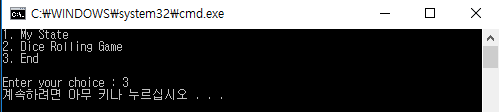 C:₩WINDOWS₩system32₩cmd.exe
1. My State
2. Dice Rolling Game
3. End
Enter your choice : 3
계속하려면 아무 키나 누르십시오 . . .